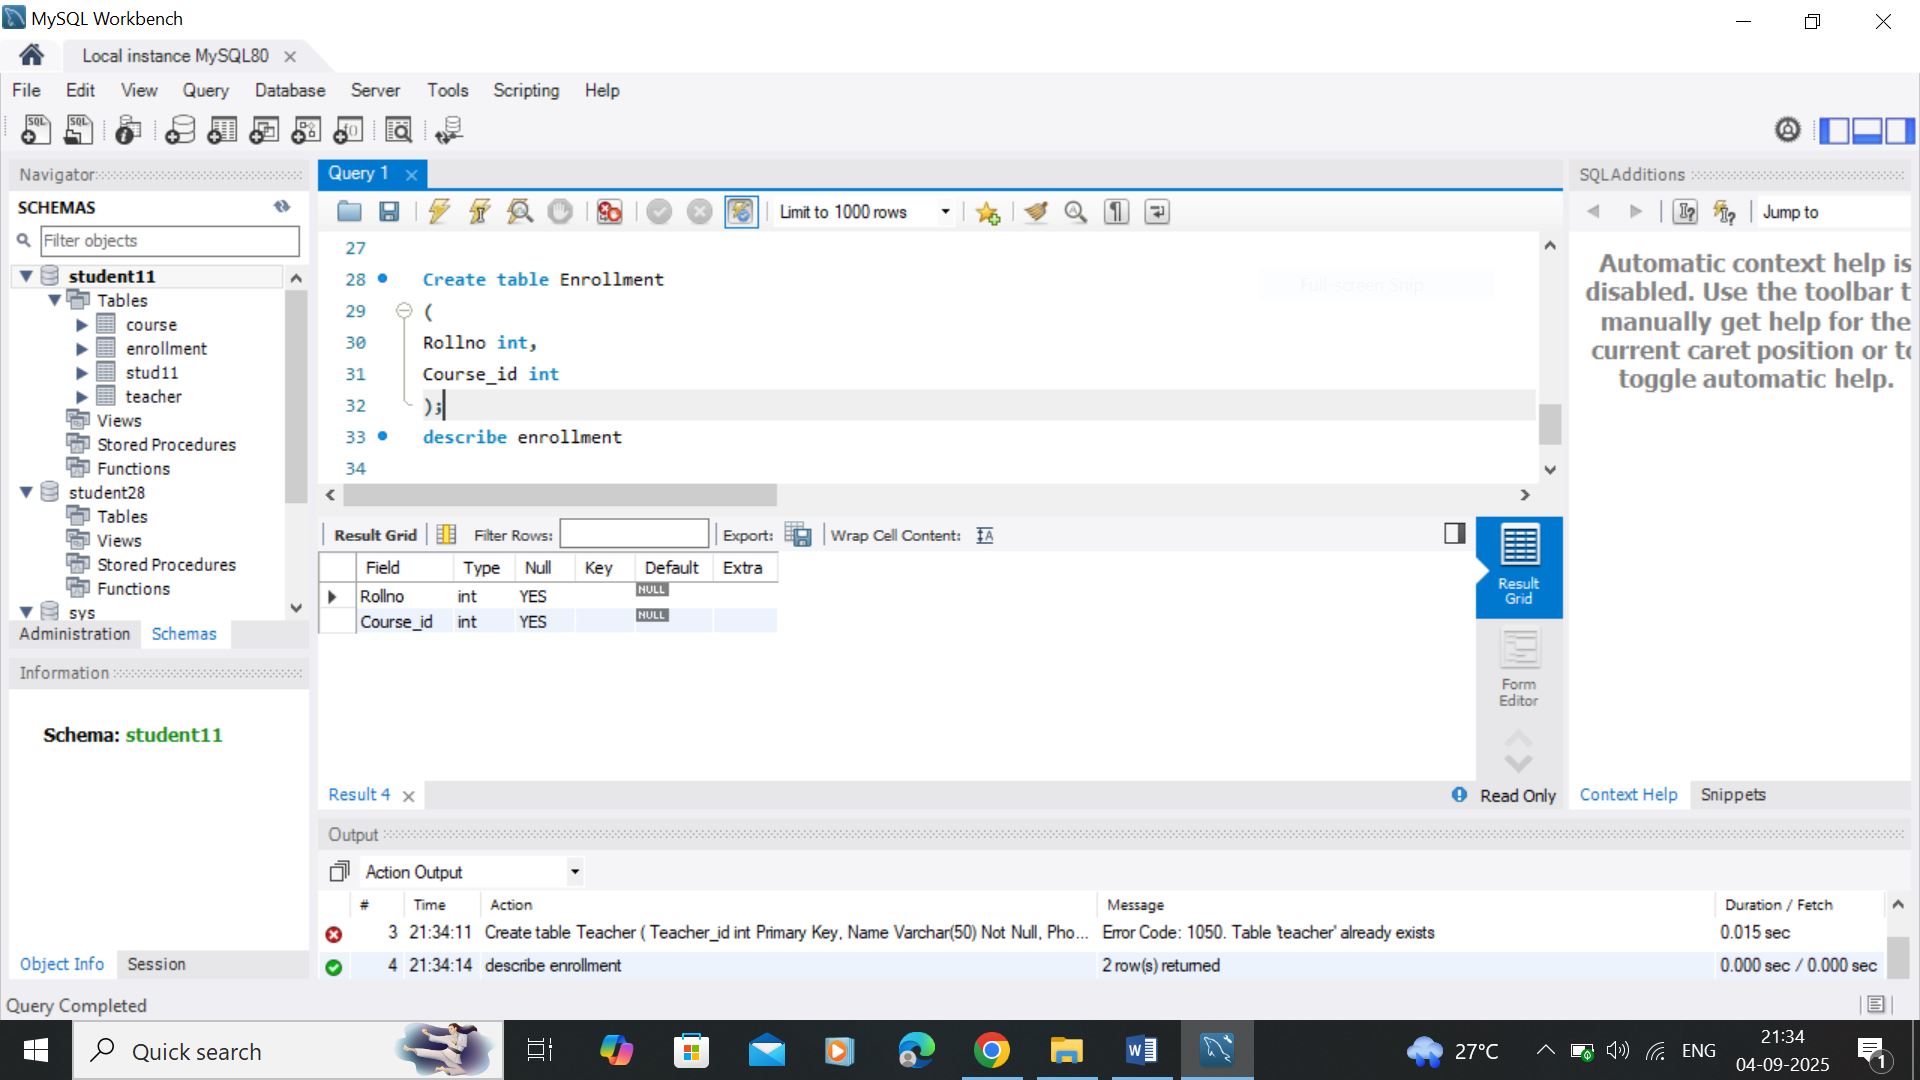 MySQL Workbench
Local instance MySQL80
File Edit View Query Database Server Tools Scripting Help
Navigator
SCHEMAS
Filter objects
student11
Tables
course
enrollment
stud11
teacher
Views
Stored Procedures
Functions
student28
Tables
Views
Stored Procedures
Functions
sys
Administration Schemas
Information
Schema: student11
Object Info Session
Query Completed
Query 1
Limit to 1000 rows
27
28 Create table Enrollment
29 (
30 Rollno int,
31 Course_id int
32 );
33 describe enrollment
34
Full-screen Snip
Result Grid Filter Rows: Export: Wrap Cell Content:
Field Type Null Key Default Extra
Rollno int YES NULL
Course_id int YES NULL
Result
Grid
Form
Editor
Result 4
Read Only
SQLAdditions
Jump to
Automatic context help is
disabled. Use the toolbar t
manually get help for the
current caret position or to
toggle automatic help.
Context Help Snippets
Output
Action Output
# Time Action Message Duration / Fetch
3 21:34:11 Create table Teacher ( Teacher_id int Primary Key, Name Varchar(50) Not Null, Pho... Error Code: 1050. Table 'teacher' already exists 0.015 sec
4 21:34:14 describe enrollment 2 row(s) returned 0.000 sec / 0.000 sec
Quick search
27°C
ENG
21:34
04-09-2025
1